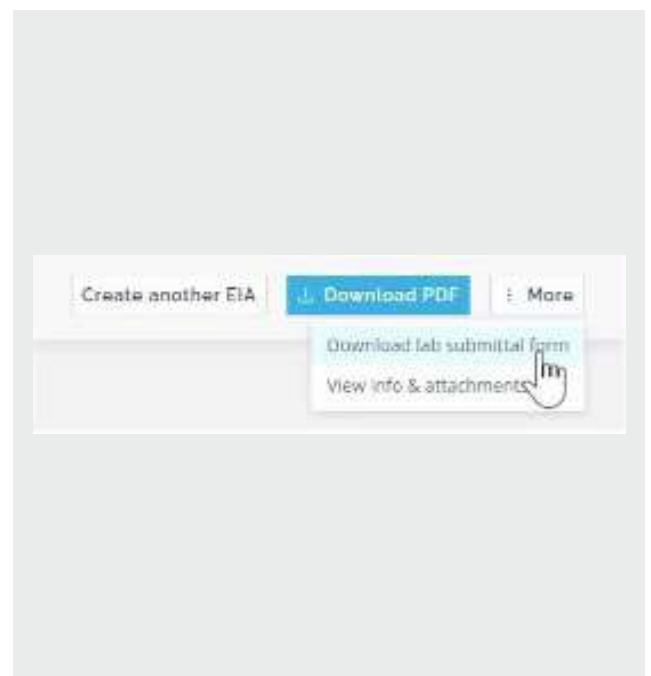 Create another EIA
Download PDF
More
Download lab submittal form
View info & attachments